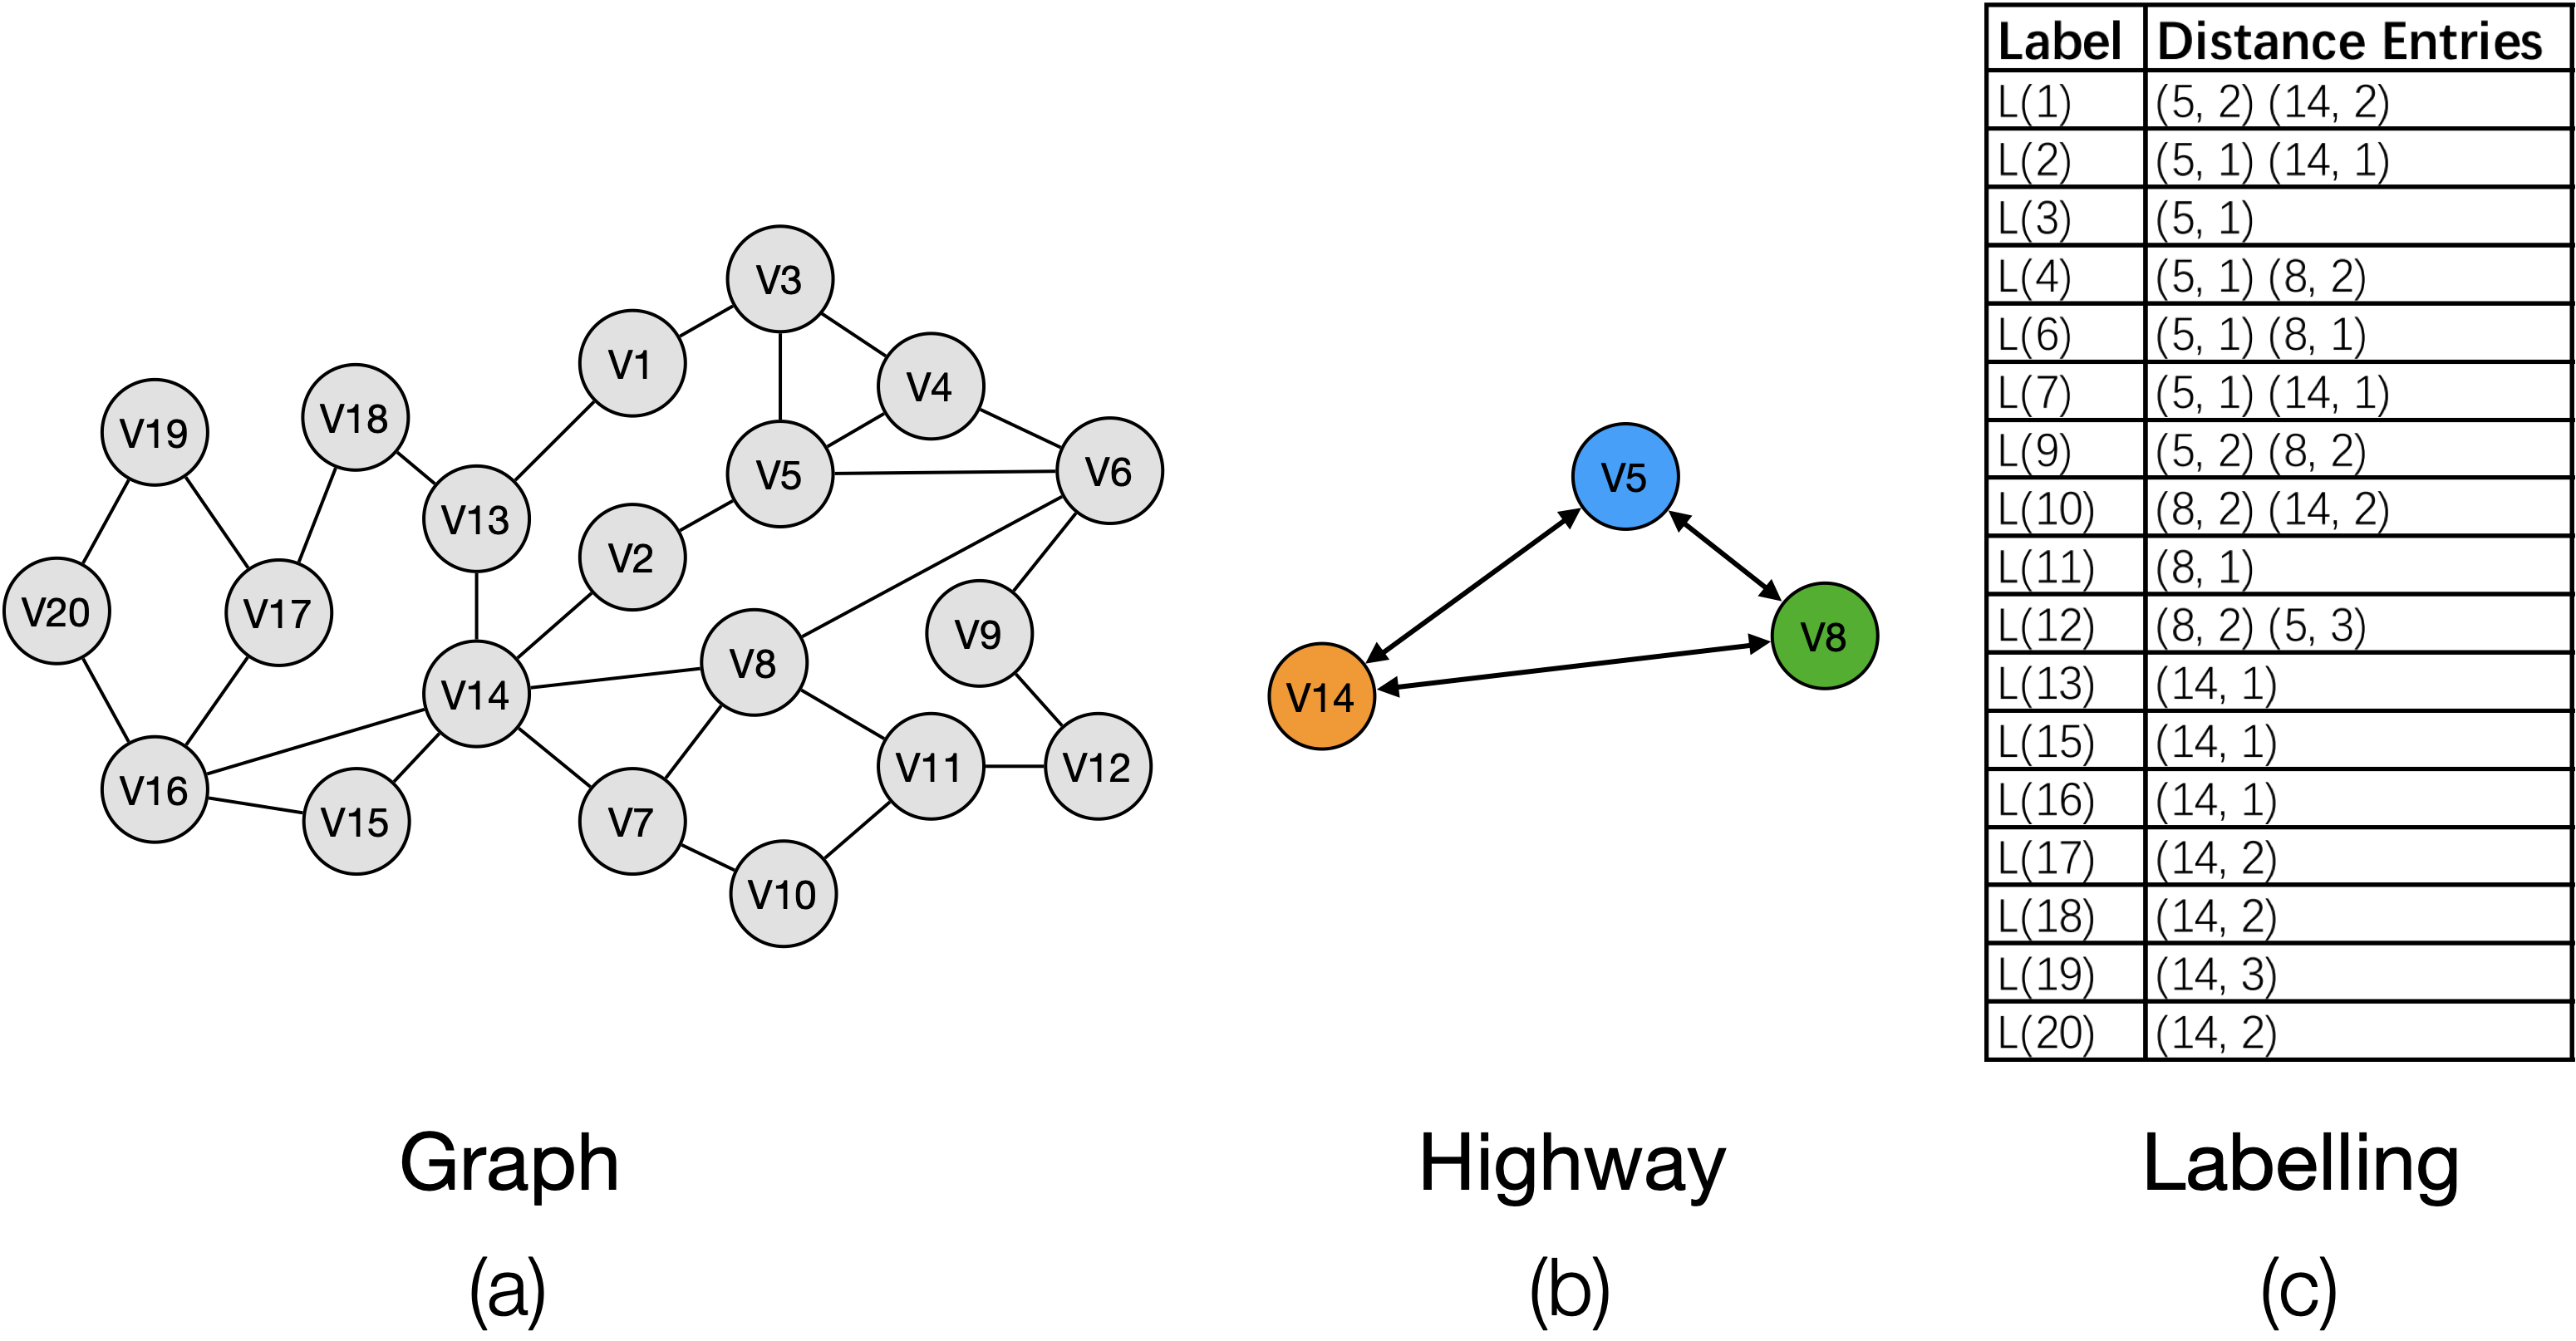 V3
V1
V4
V19
V18
V5
V6
V13
V2
V20
V17
V9
V8
V14
V11
V12
V16
V15
V7
V10
Graph
(a)
V5
V8
V14
Highway
(b)
Label Distance Entries
L(1) (5, 2) (14, 2)
L(2) (5, 1) (14, 1)
L(3) (5, 1)
L(4) (5, 1) (8, 2)
L(6) (5, 1) (8, 1)
L(7) (5, 1) (14, 1)
L(9) (5, 2) (8, 2)
L(10) (8, 2) (14, 2)
L(11) (8, 1)
L(12) (8, 2) (5, 3)
L(13) (14, 1)
L(15) (14, 1)
L(16) (14, 1)
L(17) (14, 2)
L(18) (14, 2)
L(19) (14, 3)
L(20) (14, 2)
Labelling
(c)